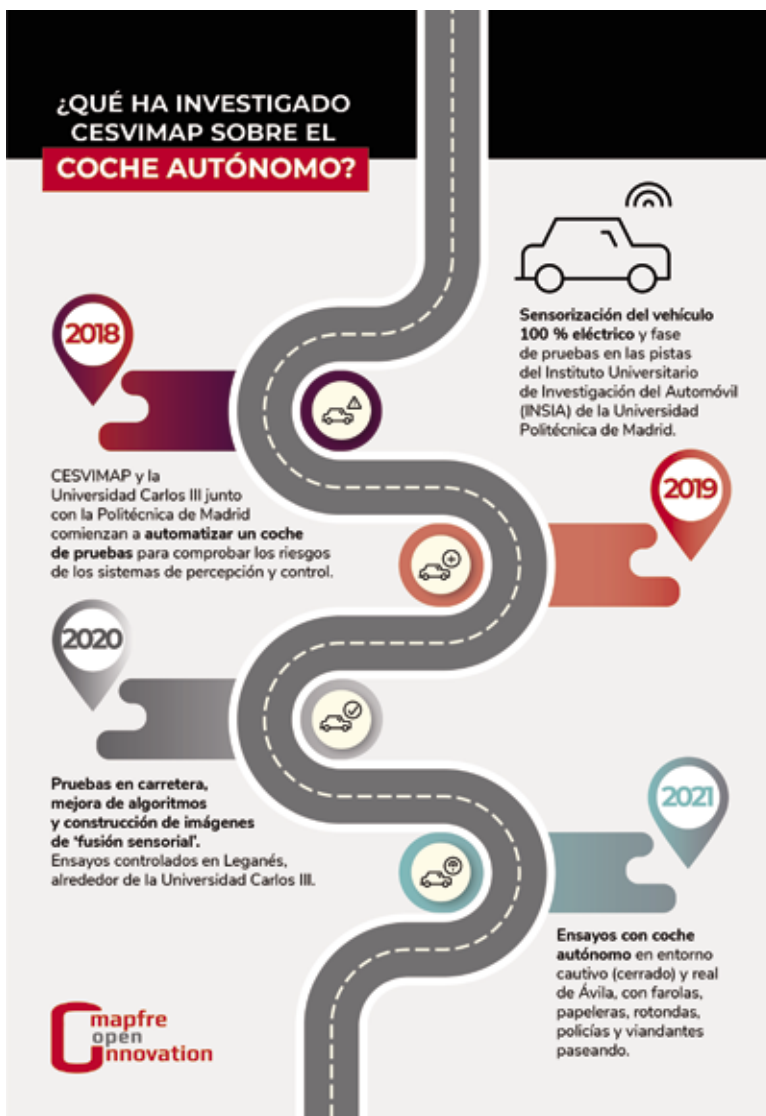 ¿QUÉ HA INVESTIGADO
CESVIMAP SOBRE EL
COCHE AUTÓNOMO?
2018
CESVIMAP y la
Universidad Carlos III junto
con la Politécnica de Madrid
comienzan a automatizar un coche
de pruebas para comprobar los riesgos
de los sistemas de percepción y control.
Sensorización del vehículo
100 % eléctrico y fase
de pruebas en las pistas
del Instituto Universitario
de Investigación del Automóvil
(INSIA) de la Universidad
Politécnica de Madrid.
2019
2020
Pruebas en carretera,
mejora de algoritmos
y construcción de imágenes
de ‘fusión sensorial’.
Ensayos controlados en Leganés,
alrededor de la Universidad Carlos III.
2021
Ensayos con coche
autónomo en entorno
cautivo (cerrado) y real
de Ávila, con farolas,
papeleras, rotondas,
policías y viandantes
paseando.
mapfre
open
innovation